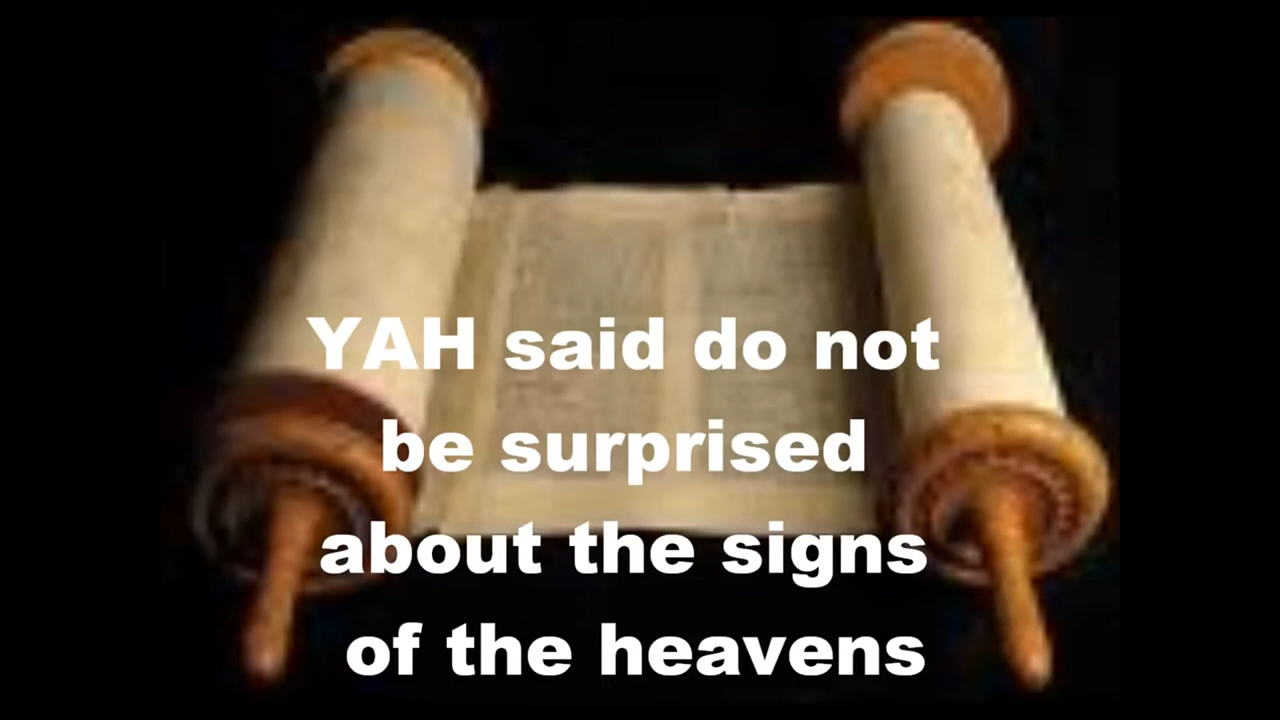 YAH said do not
be surprised
about the signs
of the heavens